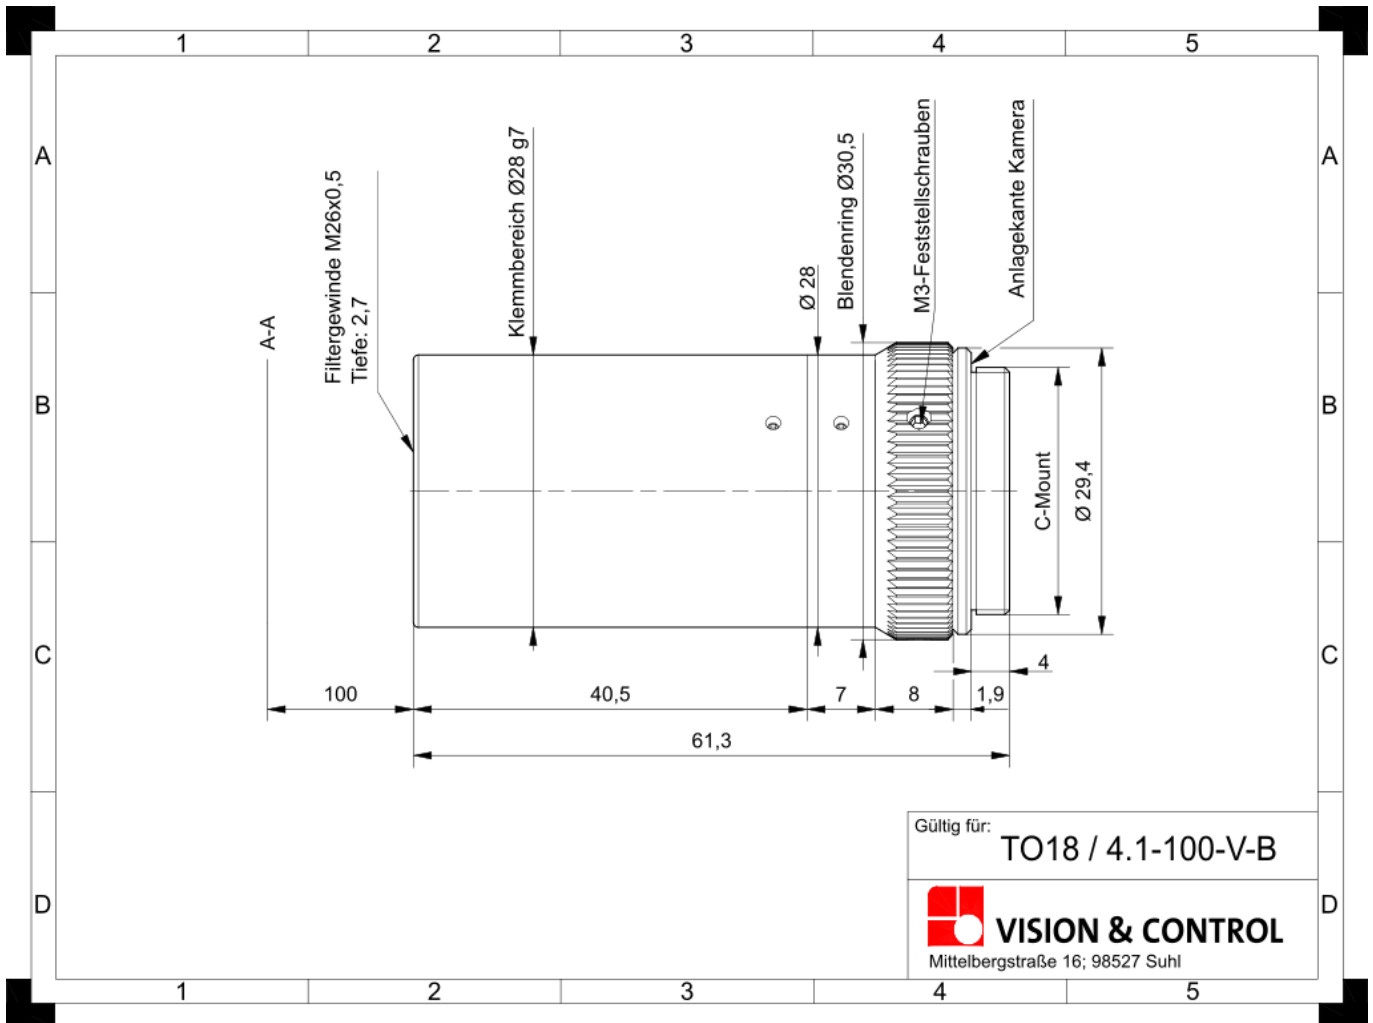 1 2 3 4 5
A A
Filtergewinde M26x0,5
Tiefe: 2,7
Klemmbereich Ø28 g7
Ø 28
Blendenring Ø30,5
M3-Feststellschrauben
Anlagekante Kamera
A-A
B B
C-Mount
Ø 29,4
C C
4
100 40,5 7 8 1,9
61,3
Gültig für:
TO18 / 4.1-100-V-B
D D
VISION & CONTROL
Mittelbergstraße 16; 98527 Suhl
1 2 3 4 5